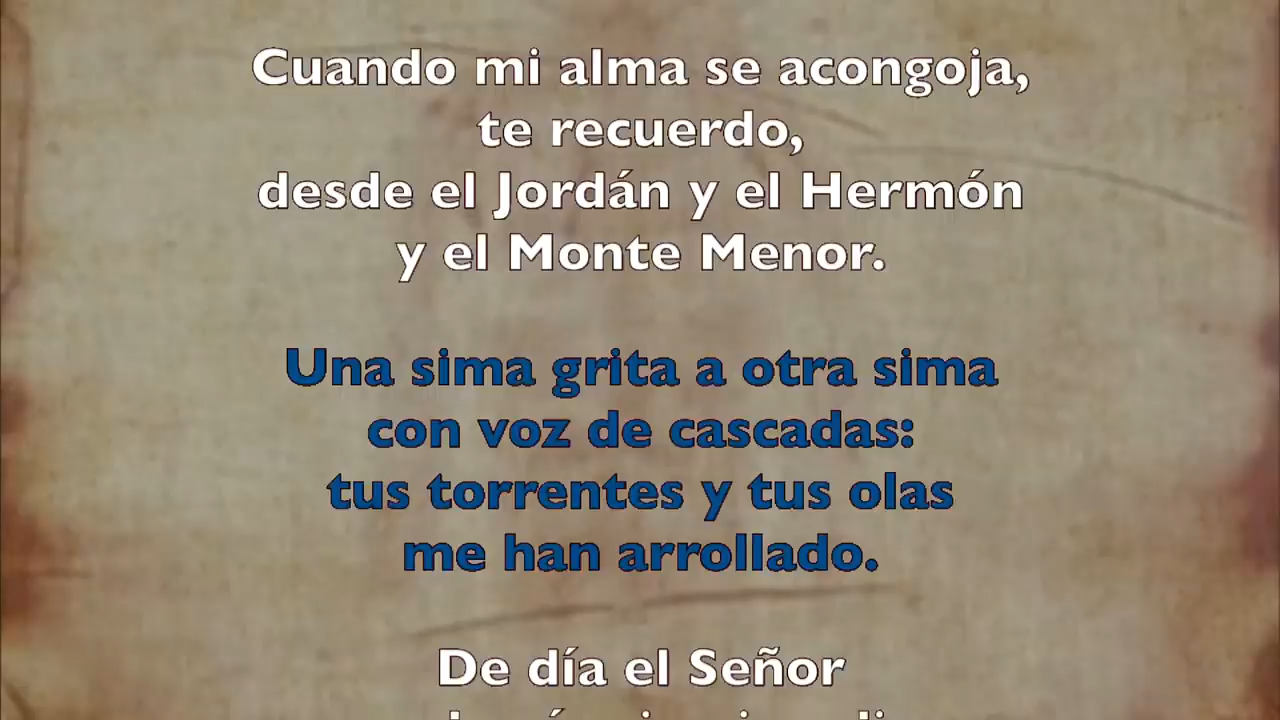 Cuando mi alma se acongoja,
te recuerdo,
desde el Jordán y el Hermón
y el Monte Menor.
Una sima grita a otra sima
con voz de cascadas:
tus torrentes y tus olas
me han arrollado.
De día el Señor